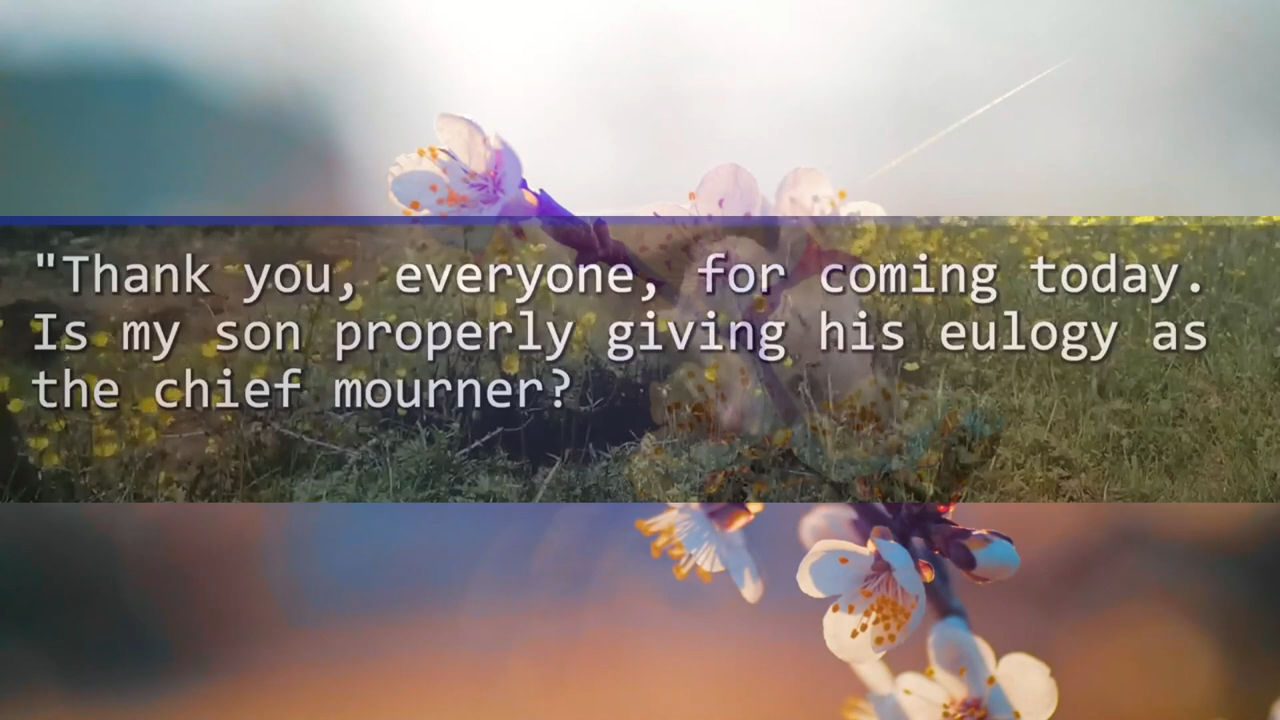 "Thank you, everyone, for coming today.
Is my son properly giving his eulogy as
the chief mourner?